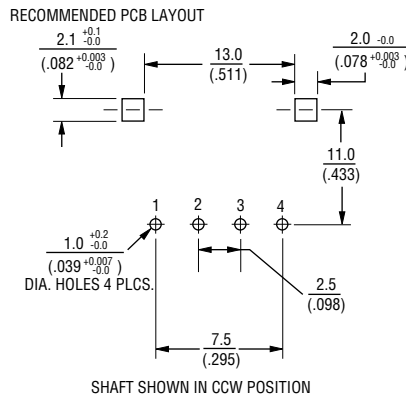 RECOMMENDED PCB LAYOUT
2.1 +0.1 -0.0
(.082 +0.003 -0.0)
13.0
(.511)
2.0 -0.0
(.078 +0.003 -0.0)
11.0
(.433)
1 2 3 4
1.0 +0.2 -0.0
(.039 +0.007 -0.0)
DIA. HOLES 4 PLCS.
2.5
(.098)
7.5
(.295)
SHAFT SHOWN IN CCW POSITION